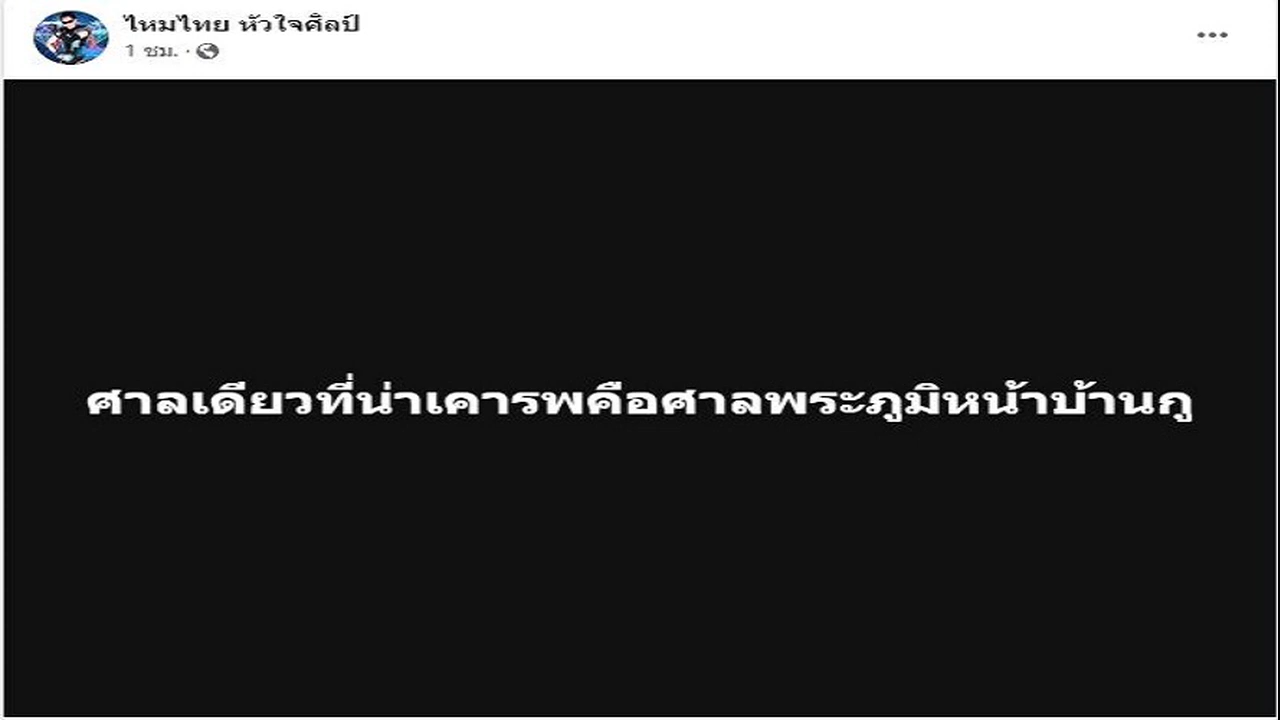 ไหมไทย หัวใจศิลป์
1 ชม. ·
ศาลเดียวที่น่าเคารพคือศาลพระภูมิหน้าบ้านกู